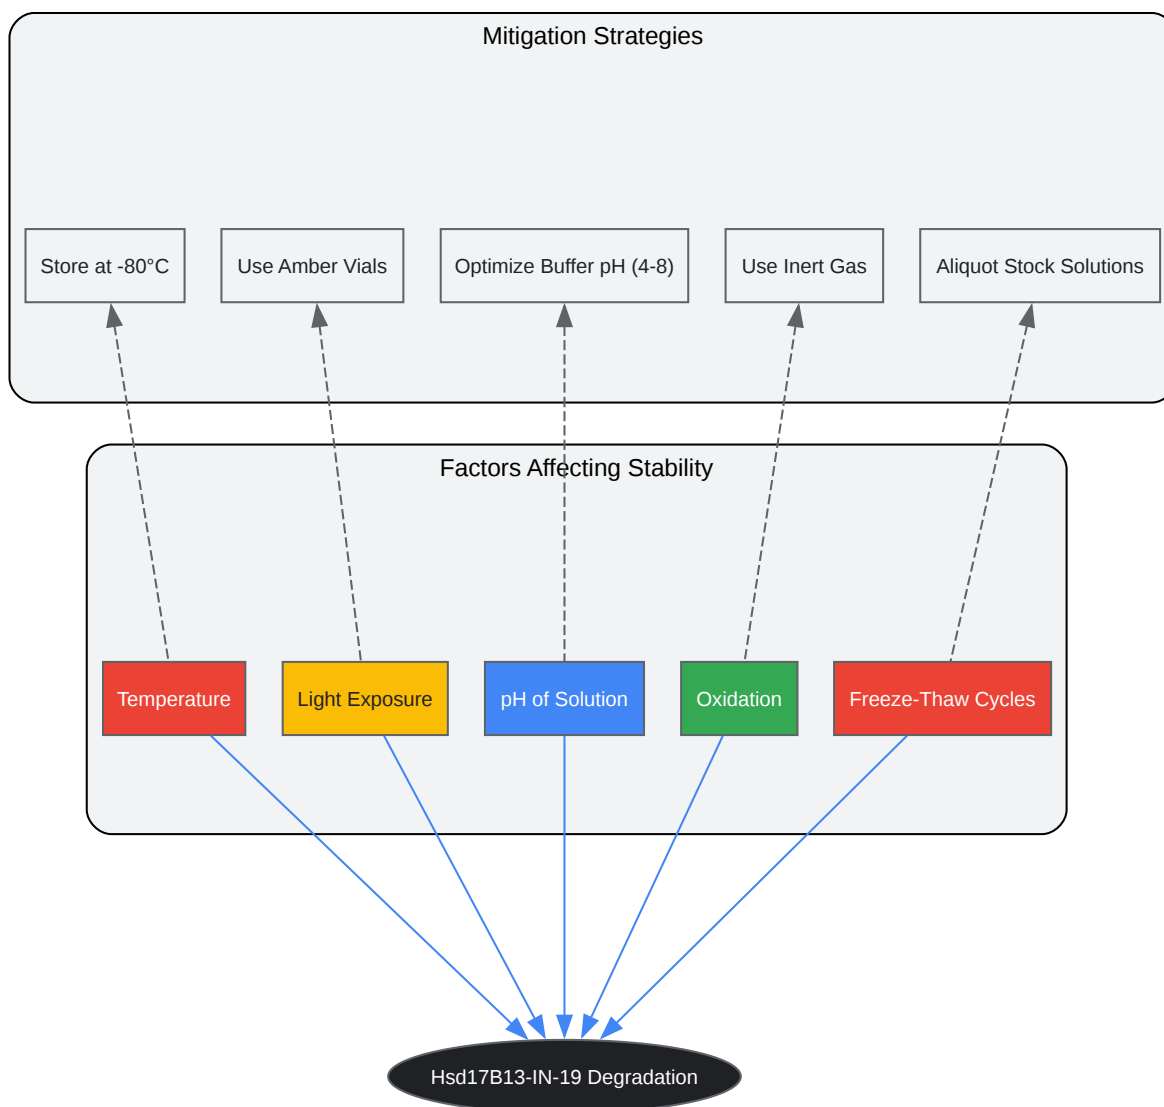 Mitigation Strategies
Store at -80°C
Use Amber Vials
Optimize Buffer pH (4-8)
Use Inert Gas
Aliquot Stock Solutions
Factors Affecting Stability
Temperature
Light Exposure
pH of Solution
Oxidation
Freeze-Thaw Cycles
Hsd17B13-IN-19 Degradation